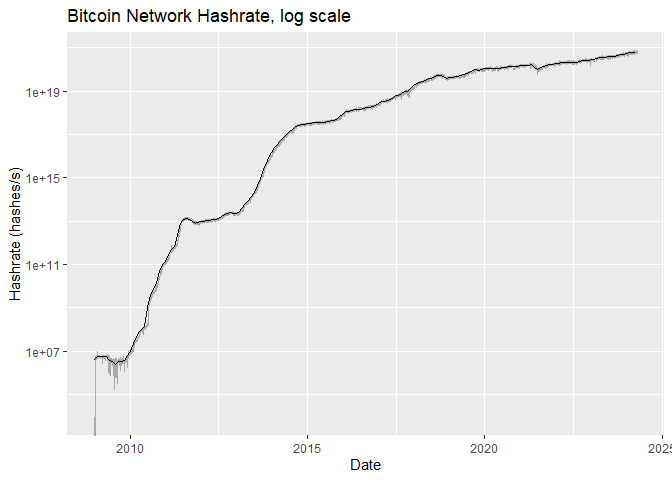 Bitcoin Network Hashrate, log scale
Hashrate (hashes/s)
1e+19
1e+15
1e+11
1e+07
2010 2015 2020 2025
Date